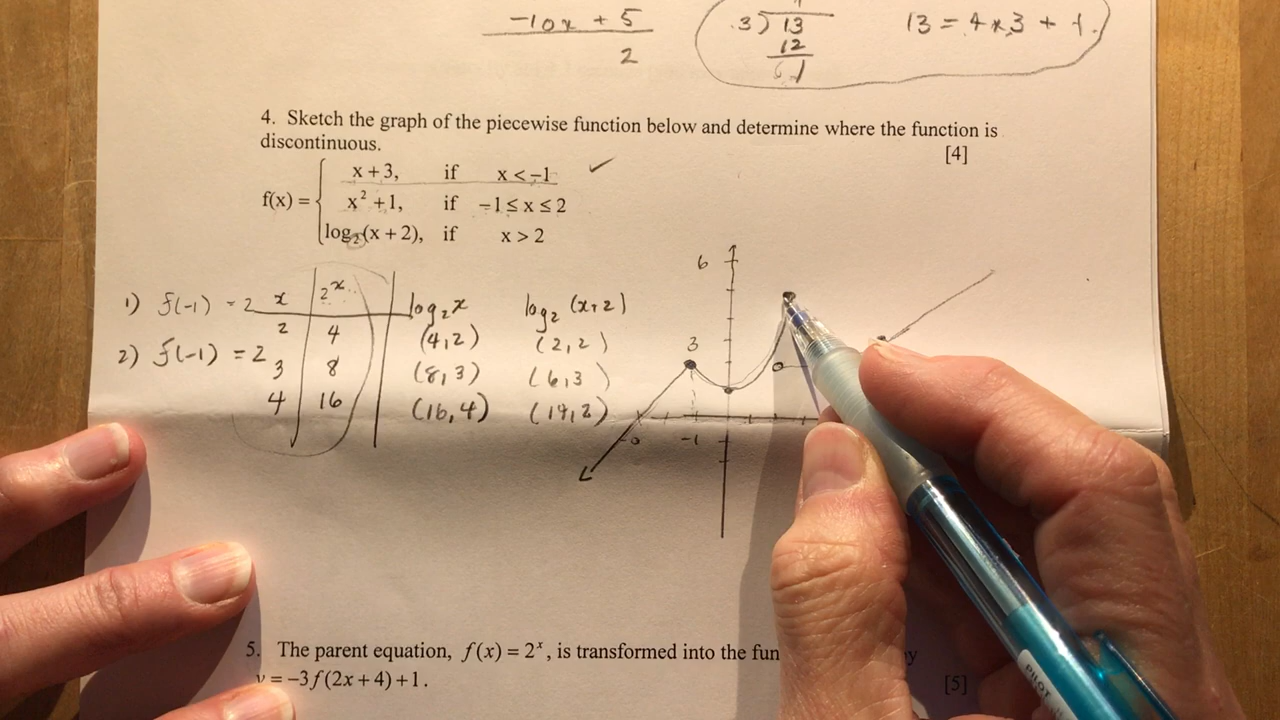 -10x + 5
2
3) 13
12
1
13 = 4 x 3 + 1.
4. Sketch the graph of the piecewise function below and determine where the function is
discontinuous.
[4]
x + 3, if x < -1 ✓
f(x) = { x² + 1, if -1 ≤ x ≤ 2
log₂(x + 2), if x > 2
1) f(-1) = 2
2) f(-1) = 2
x 2ˣ
2 4
3 8
4 16
log₂x log₂(x+2)
(4,2) (2,2)
(8,3) (6,3)
(16,4) (14,2)
6
3
-1
5. The parent equation, f(x) = 2ˣ, is transformed into the fun
y = -3f(2x + 4) + 1.
[5]
PILOT